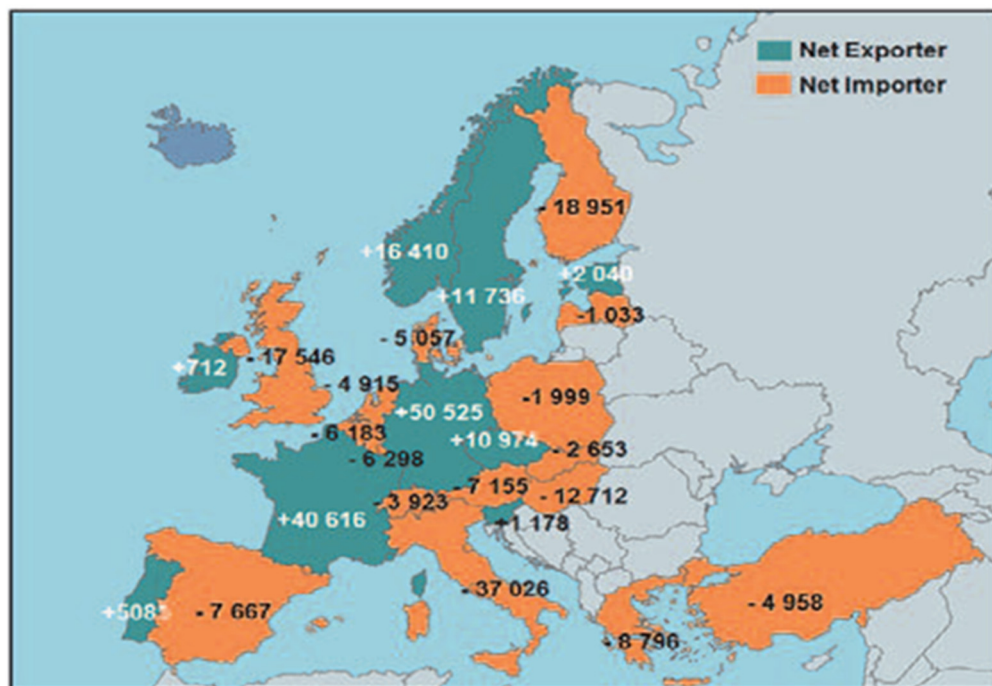 Net Exporter
Net Importer
- 18 951
+16 410
+2 040
+11 736
-1 033
- 5 057
+712
- 17 546
- 4 915
-1 999
+50 525
- 6 183
+10 974
- 2 653
- 6 298
- 7 155
- 3 923
- 12 712
+40 616
+1 178
- 37 026
- 4 958
- 7 667
- 8 796